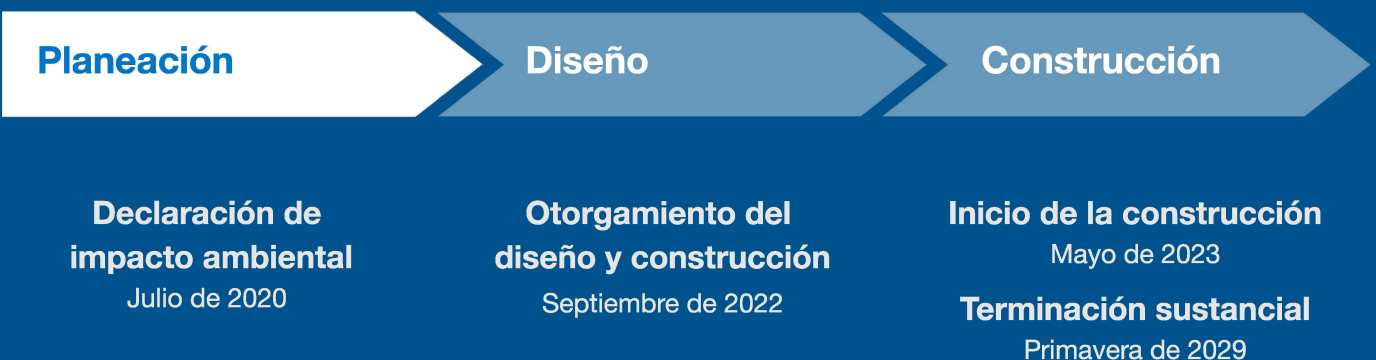 Planeación
Diseño
Construcción
Declaración de
impacto ambiental
Julio de 2020
Otorgamiento del
diseño y construcción
Septiembre de 2022
Inicio de la construcción
Mayo de 2023
Terminación sustancial
Primavera de 2029